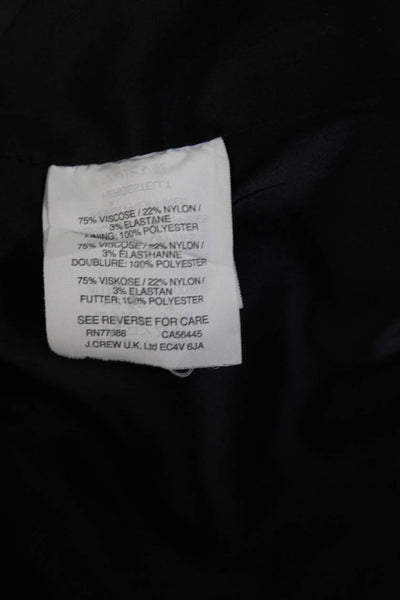 75% VISCOSE / 22% NYLON /
3% ELASTANE
LINING: 100% POLYESTER
75% VISCOSE / 22% NYLON /
3% ELASTHANNE
DOUBLURE: 100% POLYESTER
75% VISKOSE / 22% NYLON /
3% ELASTAN
FUTTER: 100% POLYESTER
SEE REVERSE FOR CARE
RN77388 CA56445
J.CREW U.K. Ltd EC4V 6JA